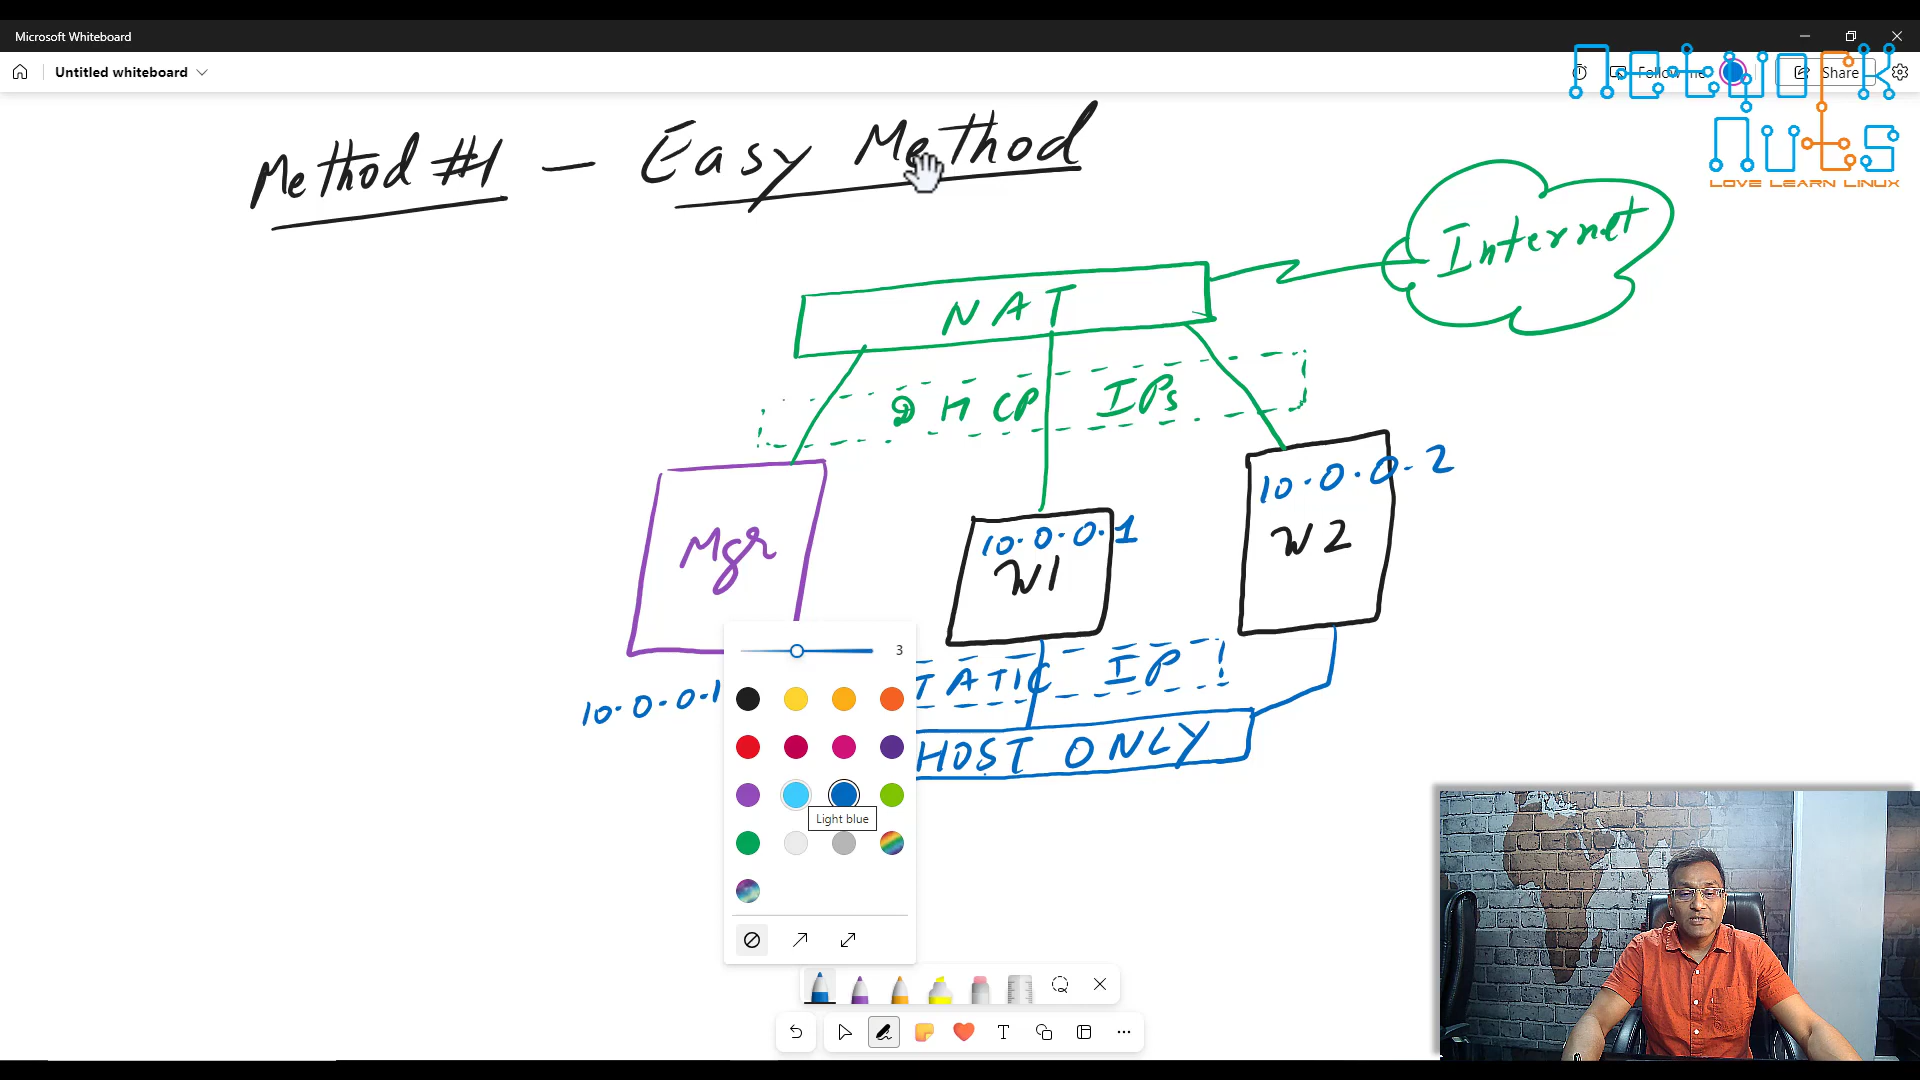 Microsoft Whiteboard
Untitled whiteboard
Share
Network
Nuts
LOVE LEARN LINUX
Method #1 - Easy Method
Internet
NAT
DHCP IPs
10.0.0.2
10.0.0.1
Mgr
W1
W2
3
TATIC IP
10.0.0.1
HOST ONLY
Light blue
T